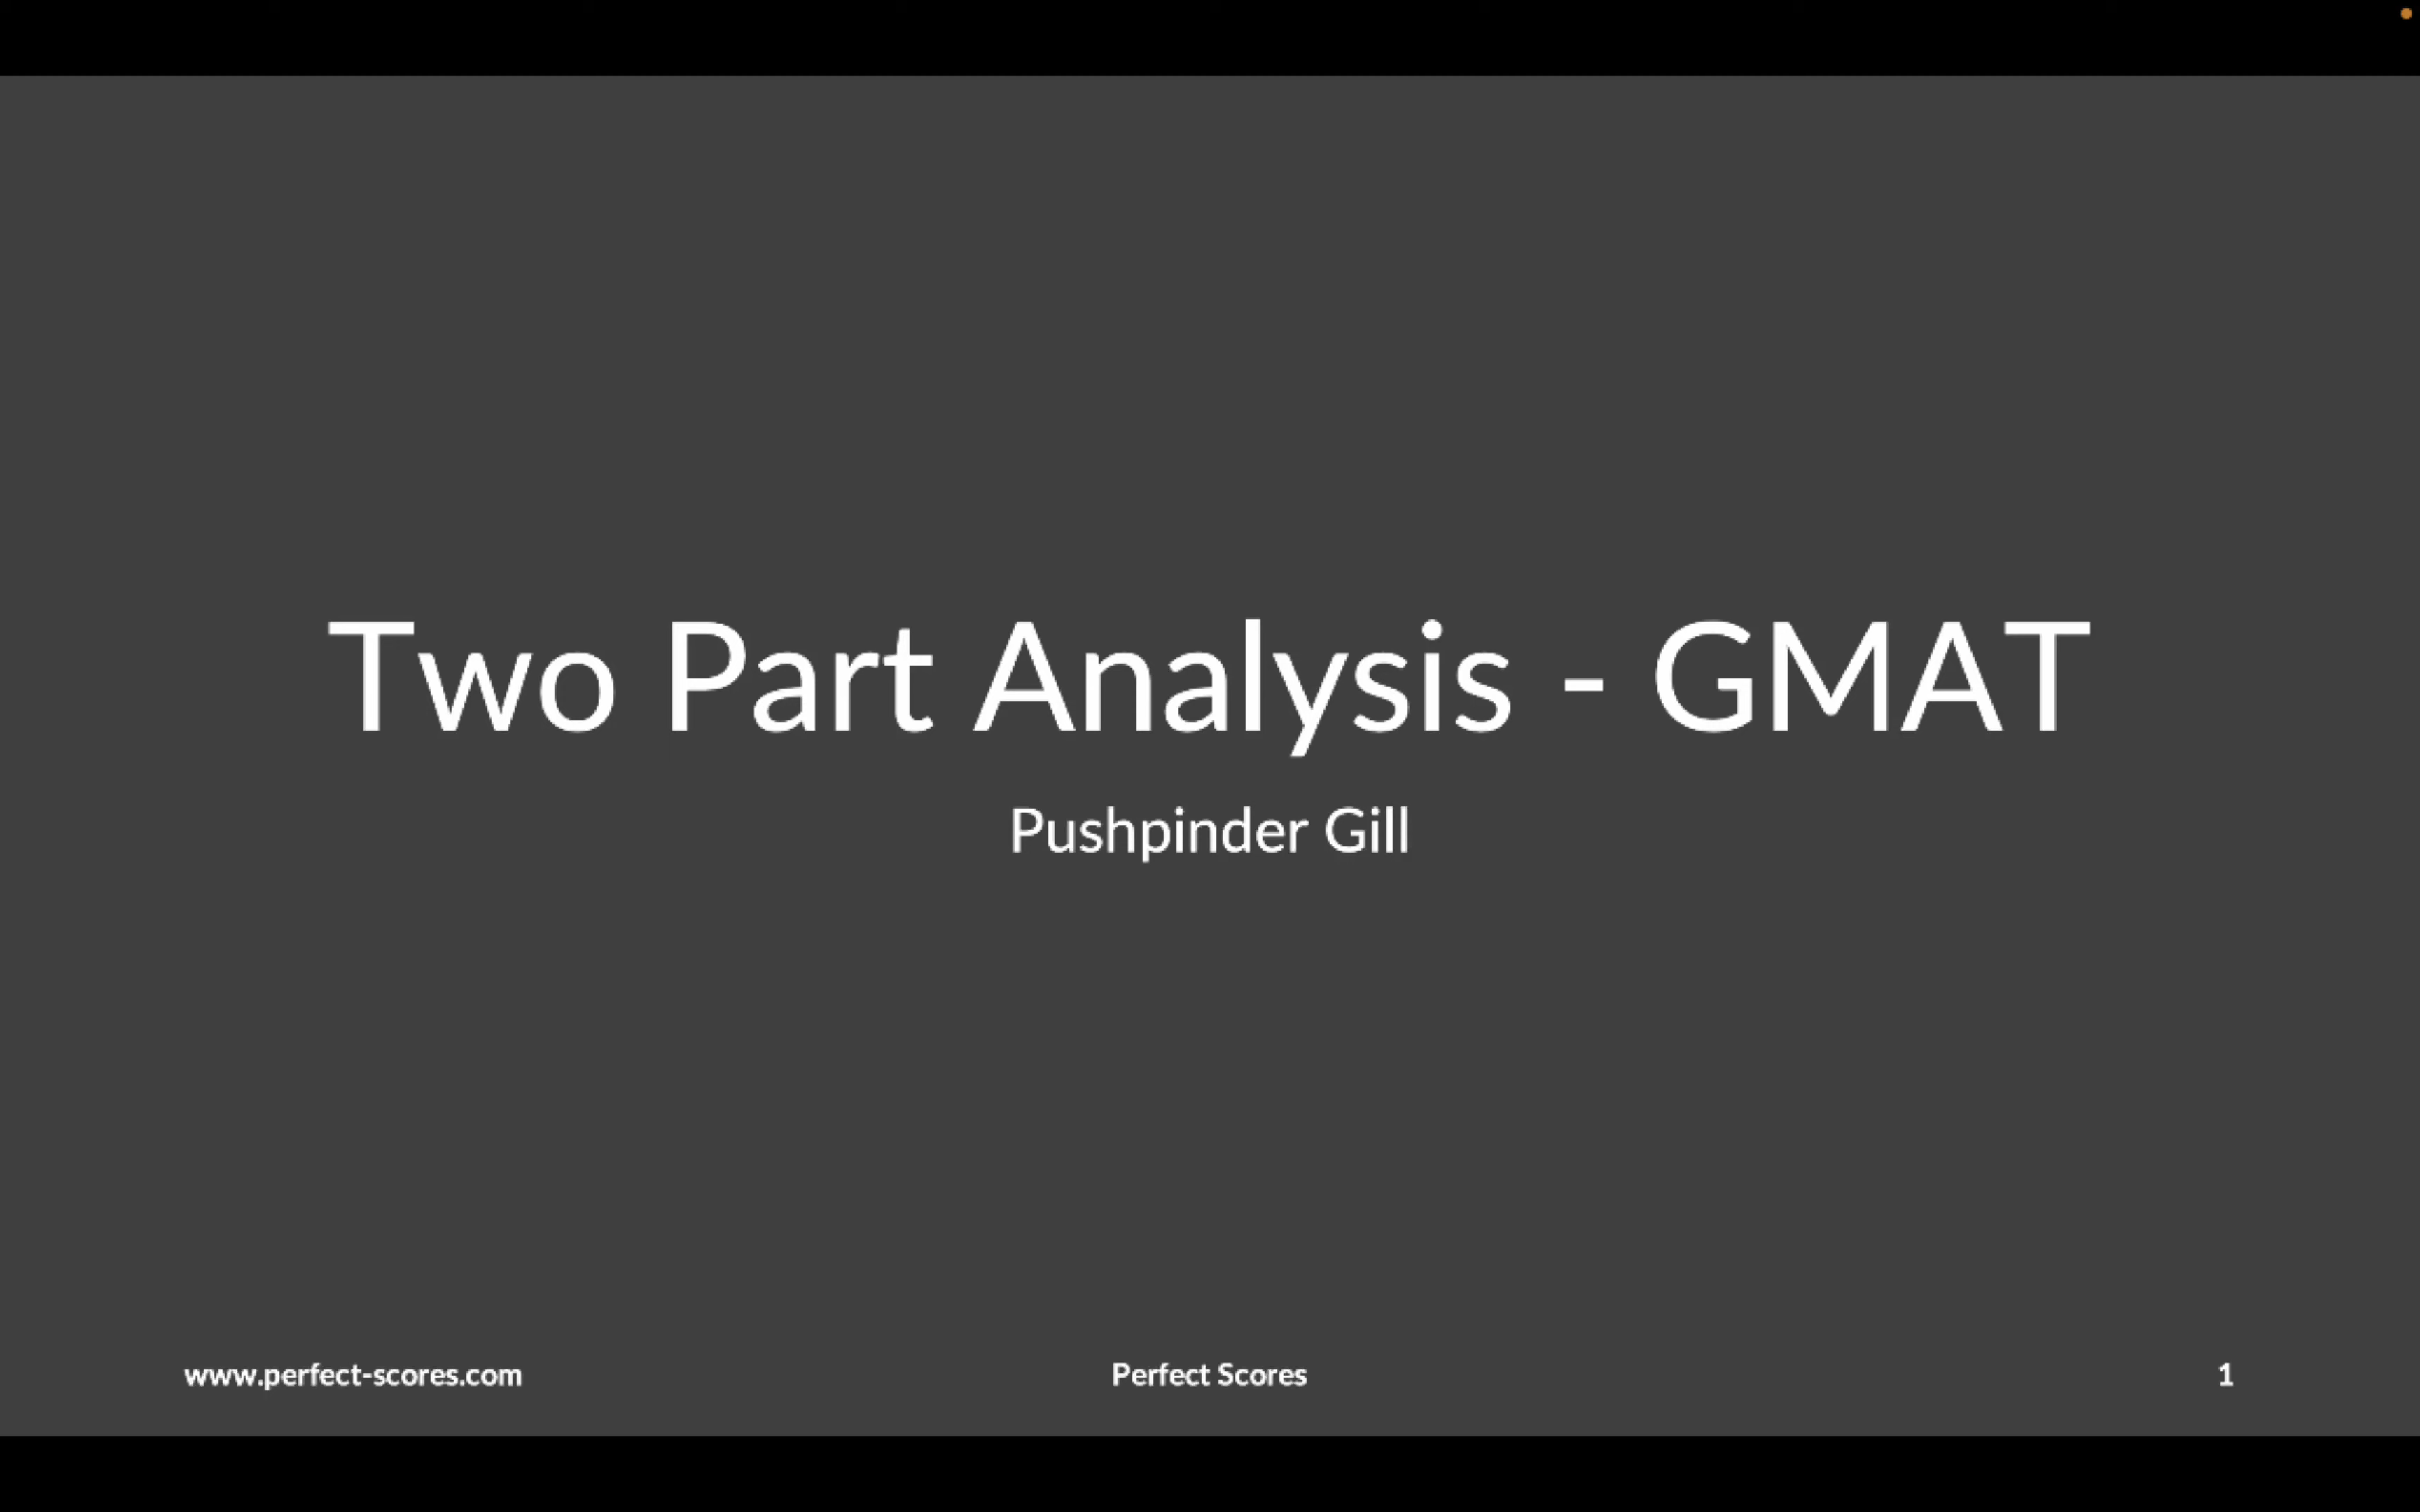 Two Part Analysis - GMAT
Pushpinder Gill
www.perfect-scores.com
Perfect Scores
1